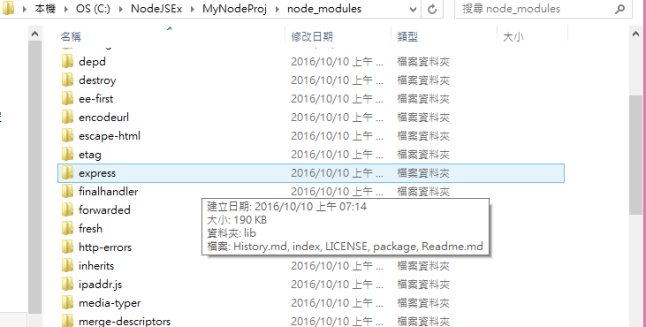 本機 › OS (C:) › NodeJSEx › MyNodeProj › node_modules
搜尋 node_modules
名稱 修改日期 類型 大小
depd 2016/10/10 上午 ... 檔案資料夾
destroy 2016/10/10 上午 ... 檔案資料夾
ee-first 2016/10/10 上午 ... 檔案資料夾
encodeurl 2016/10/10 上午 ... 檔案資料夾
escape-html 2016/10/10 上午 ... 檔案資料夾
etag 2016/10/10 上午 ... 檔案資料夾
express 2016/10/10 上午 ... 檔案資料夾
finalhandler 2016/10/10 上午 ... 檔案資料夾
forwarded
fresh
http-errors
建立日期: 2016/10/10 上午 07:14
大小: 190 KB
資料夾: lib
檔案: History.md, index, LICENSE, package, Readme.md
inherits 2016/10/10 上午 ... 檔案資料夾
ipaddr.js 2016/10/10 上午 ... 檔案資料夾
media-typer 2016/10/10 上午 ... 檔案資料夾
merge-descriptors 2016/10/10 上午 ... 檔案資料夾